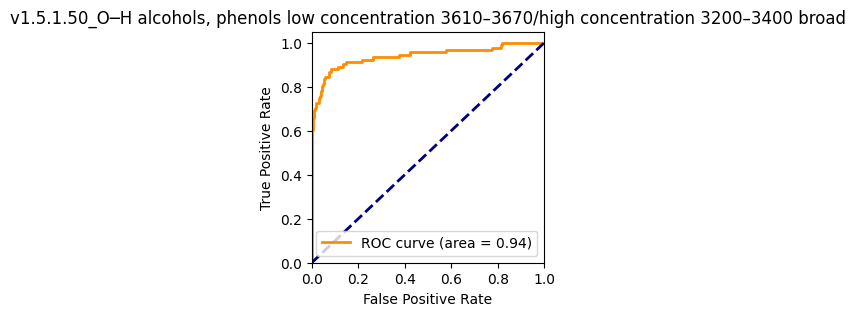 v1.5.1.50_O−H alcohols, phenols low concentration 3610–3670/high concentration 3200–3400 broad
1.0
0.8
0.6
0.4
0.2
0.0
True Positive Rate
ROC curve (area = 0.94)
0.0 0.2 0.4 0.6 0.8 1.0
False Positive Rate